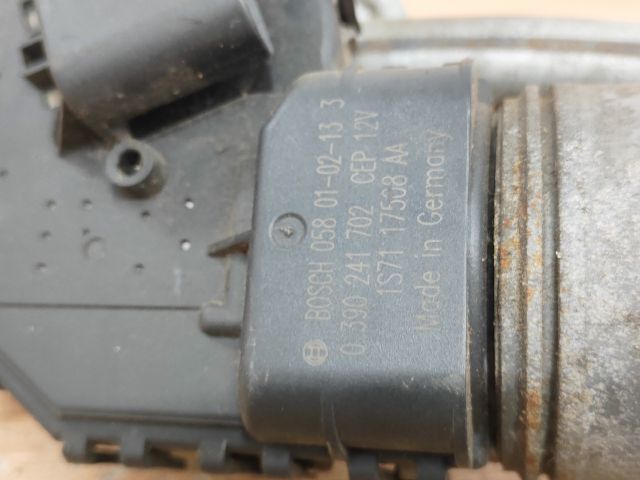 BOSCH 058 01-02-13 3
0 390 241 702 CEP 12V
1S71 17508 AA
Made in Germany